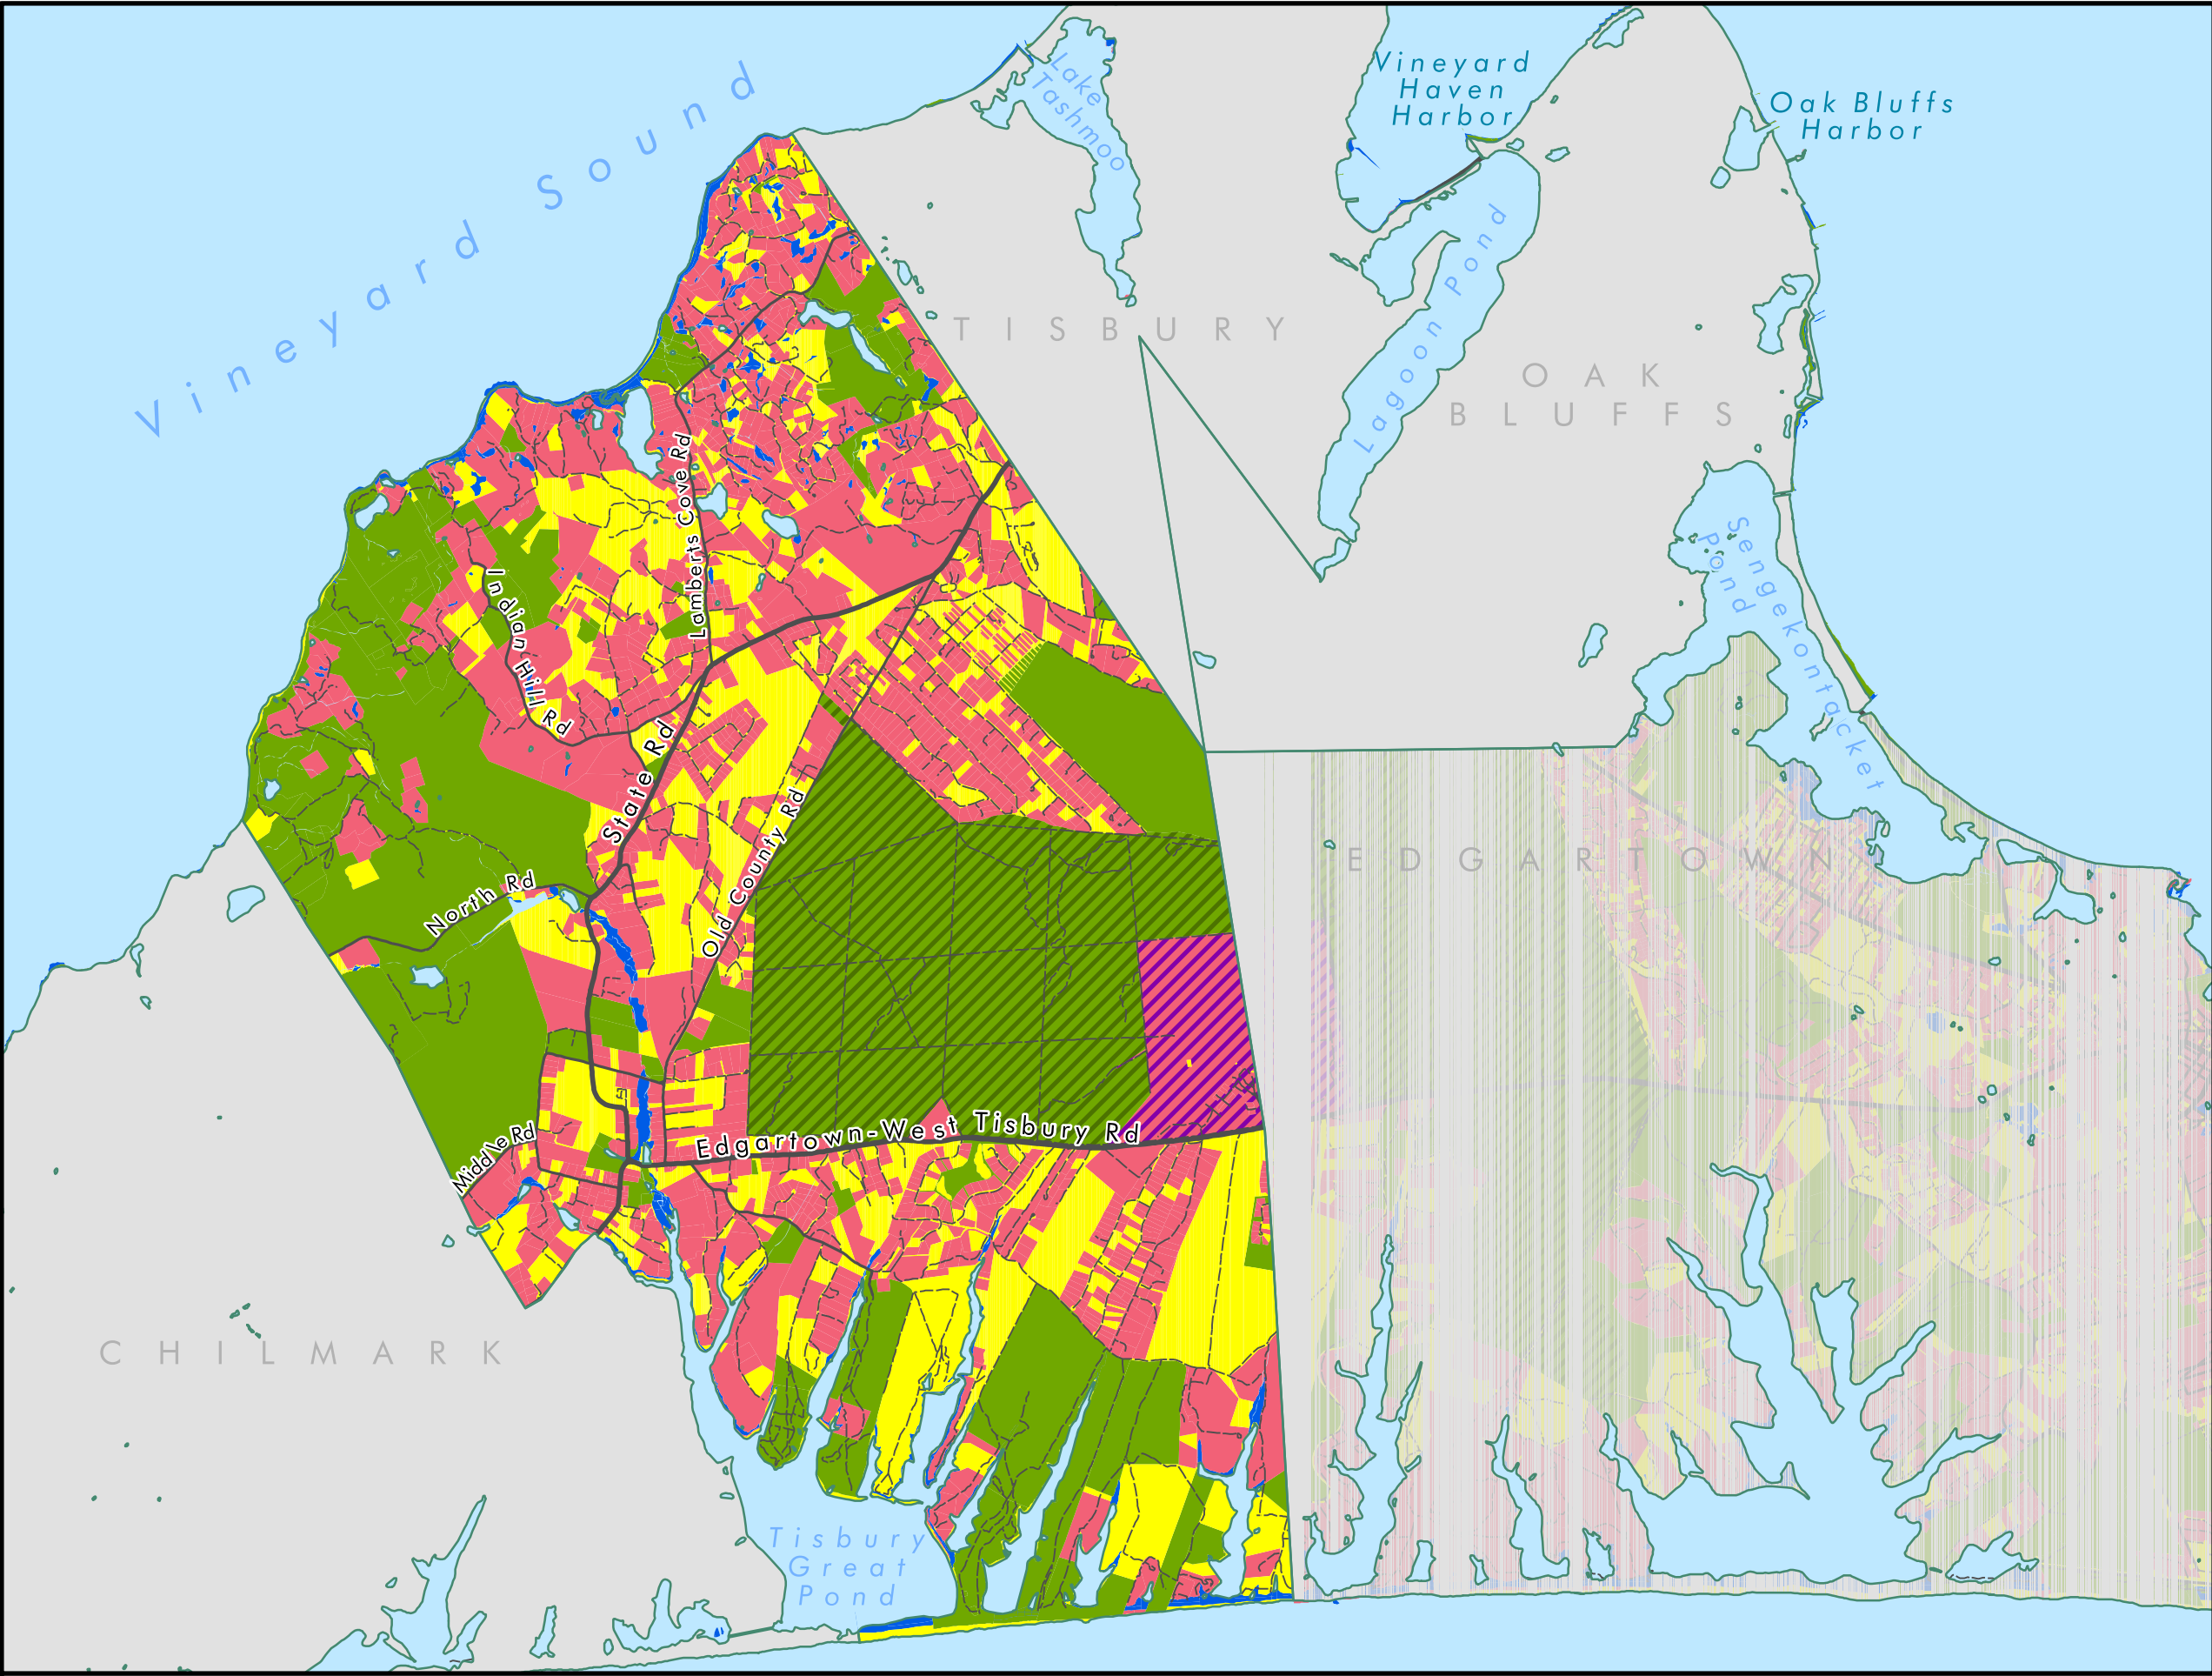 Vineyard Sound
Lake
Tashmoo
Vineyard
Haven
Harbor
Oak Bluffs
Harbor
Lagoon Pond
TISBURY
OAK
BLUFFS
Sengekontacket
Pond
Lamberts Cove Rd
Indian Hill Rd
State Rd
Old County Rd
North Rd
EDGARTOWN
Middle Rd
Edgartown-West Tisbury Rd
CHILMARK
Tisbury
Great
Pond